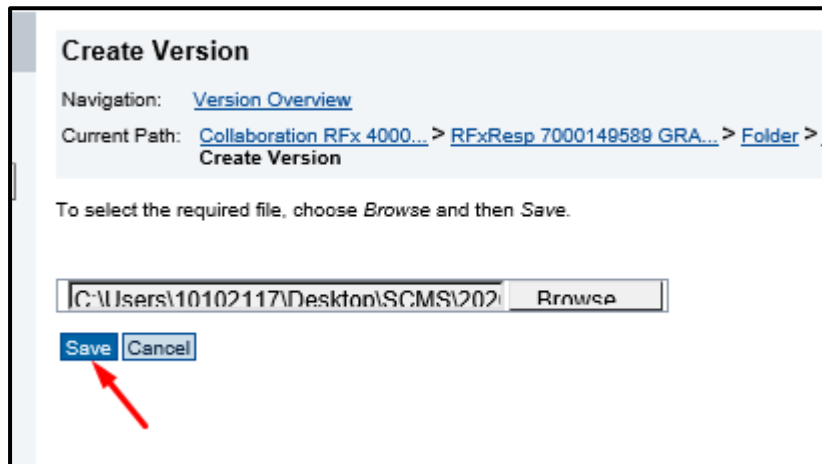 Create Version
Navigation: Version Overview
Current Path: Collaboration RFx 4000... > RFxResp 7000149589 GRA... > Folder >
Create Version
To select the required file, choose Browse and then Save.
C:\Users\10102117\Desktop\SCMS\202 Browse
Save Cancel